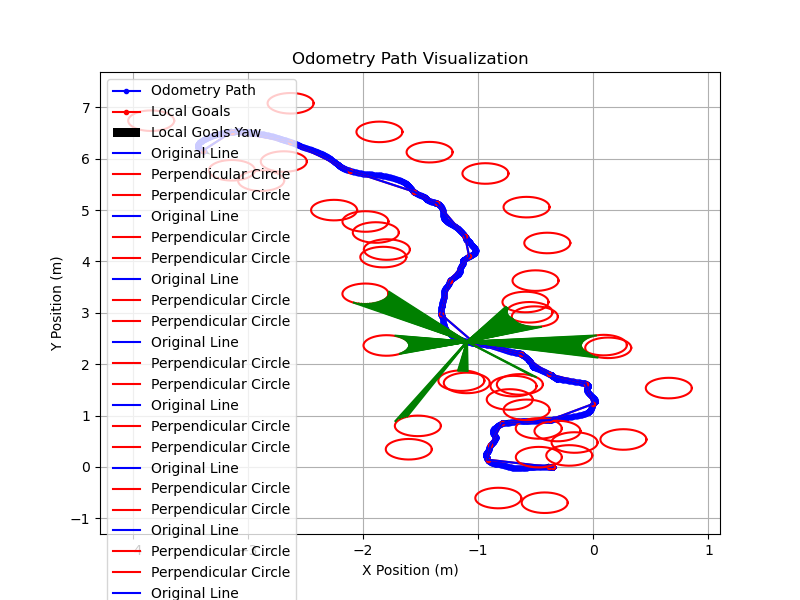 Odometry Path Visualization
Y Position (m)
7
6
5
4
3
2
1
0
−1
Odometry Path
Local Goals
Local Goals Yaw
Original Line
Perpendicular Circle
Perpendicular Circle
Original Line
Perpendicular Circle
Perpendicular Circle
Original Line
Perpendicular Circle
Perpendicular Circle
Original Line
Perpendicular Circle
Perpendicular Circle
Original Line
Perpendicular Circle
Perpendicular Circle
Original Line
Perpendicular Circle
Perpendicular Circle
Original Line
Perpendicular Circle
Perpendicular Circle
Original Line
−2
−1
0
1
X Position (m)